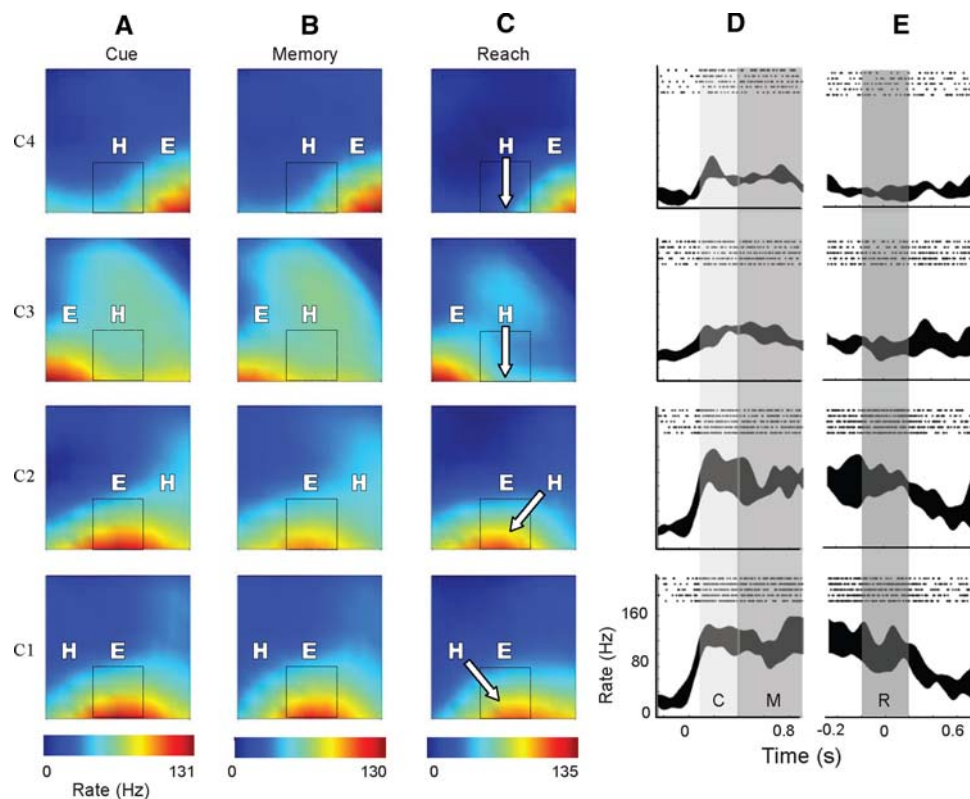 A B C D E
Cue Memory Reach
C4
H E H E H E
C3
E H E H E H
C2
E H E H E H
C1
H E H E H E
160
80
0
Rate (Hz)
C M R
0 0.8 -0.2 0.6
Time (s)
0 131 0 130 0 135
Rate (Hz)